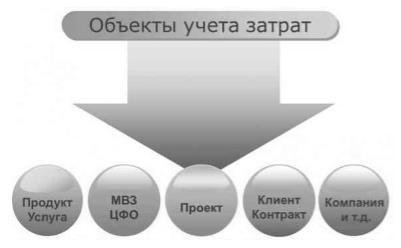 Объекты учета затрат
Продукт
Услуга
МВЗ
ЦФО
Проект
Клиент
Контракт
Компания
и т.д.